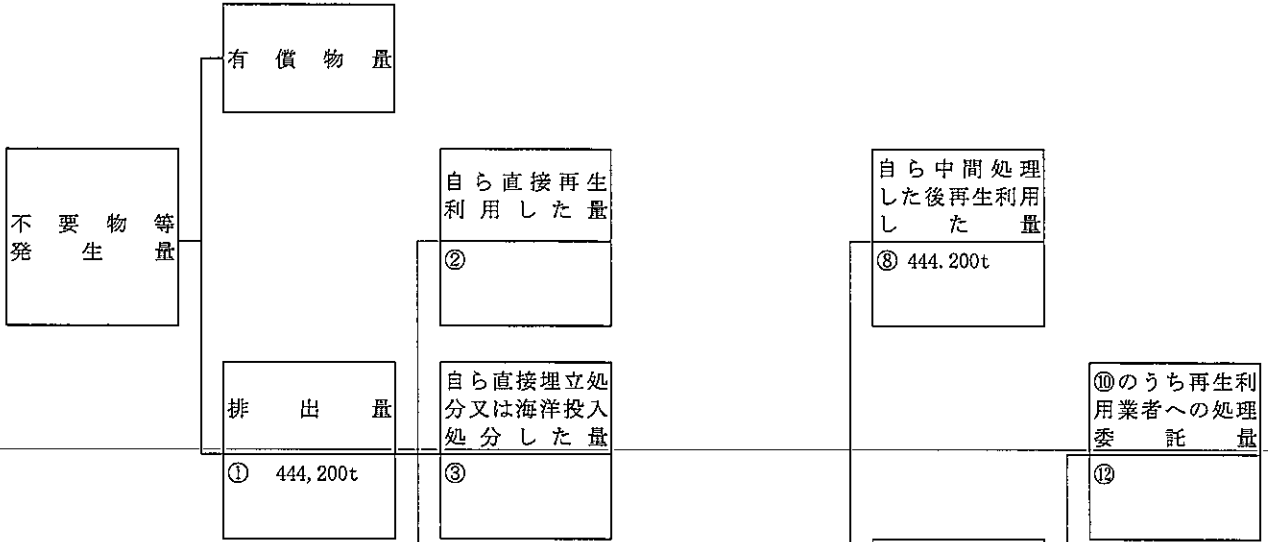 有償物量
不要物等
発生量
自ら直接再生
利用した量
②
自ら中間処理
した後再生利用
した量
⑧ 444.200t
排出量
① 444,200t
自ら直接埋立処
分又は海洋投入
処分した量
③
⑩のうち再生利
用業者への処理
委託量
⑫